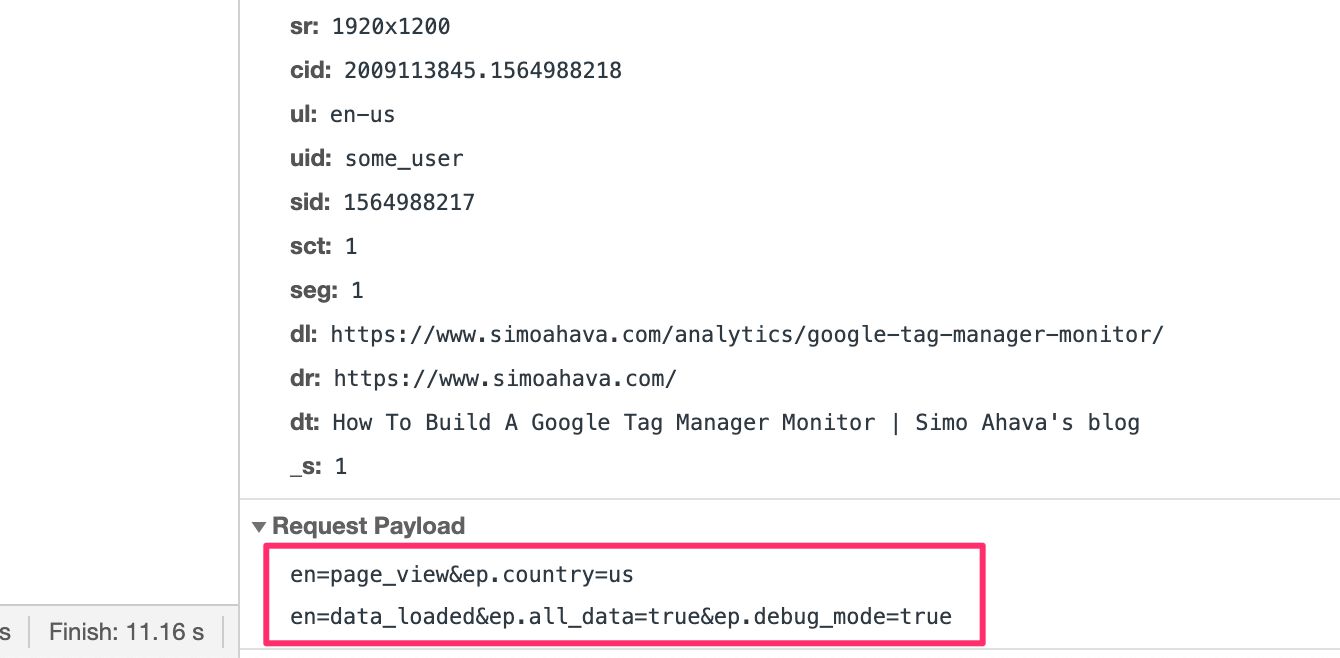 sr: 1920x1200
cid: 2009113845.1564988218
ul: en-us
uid: some_user
sid: 1564988217
sct: 1
seg: 1
dl: https://www.simoahava.com/analytics/google-tag-manager-monitor/
dr: https://www.simoahava.com/
dt: How To Build A Google Tag Manager Monitor | Simo Ahava's blog
_s: 1
Request Payload
en=page_view&ep.country=us
en=data_loaded&ep.all_data=true&ep.debug_mode=true
s Finish: 11.16 s